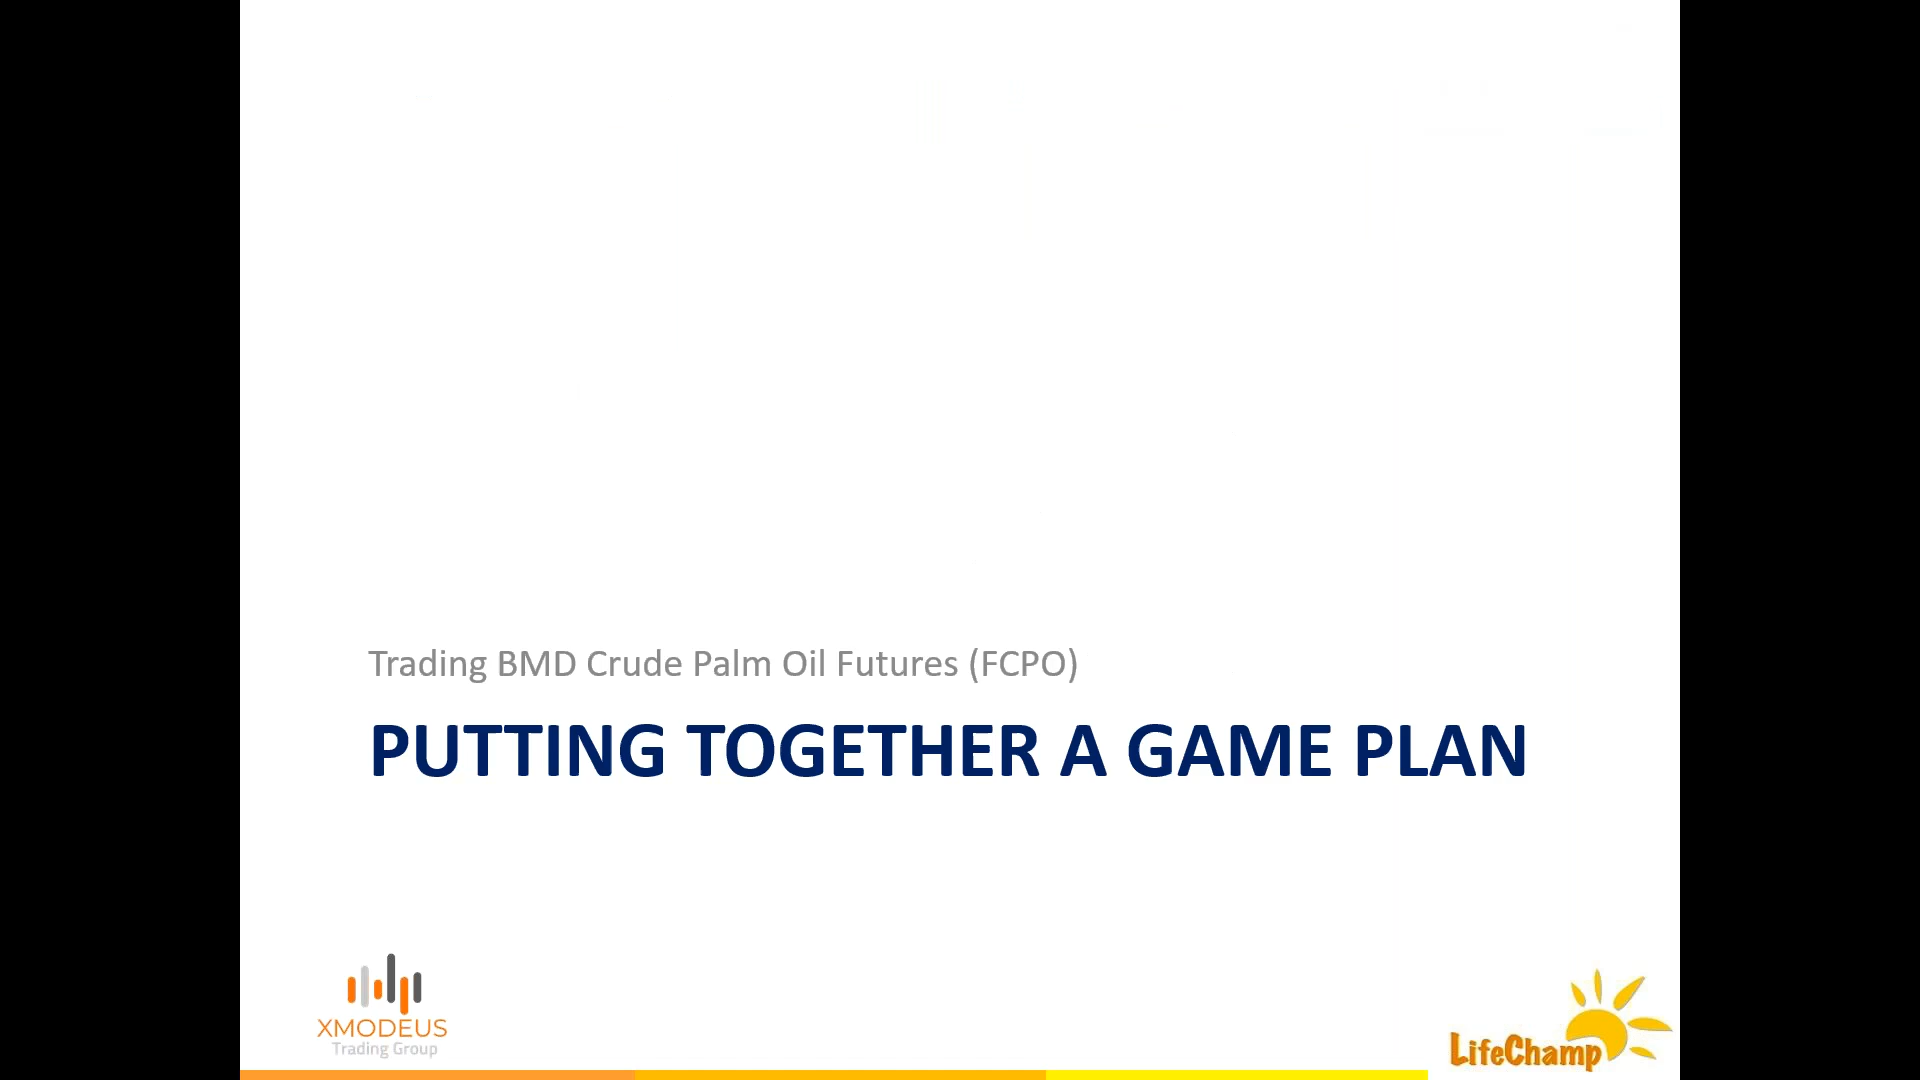 Trading BMD Crude Palm Oil Futures (FCPO)
PUTTING TOGETHER A GAME PLAN
XMODEUS
Trading Group
LifeChamp